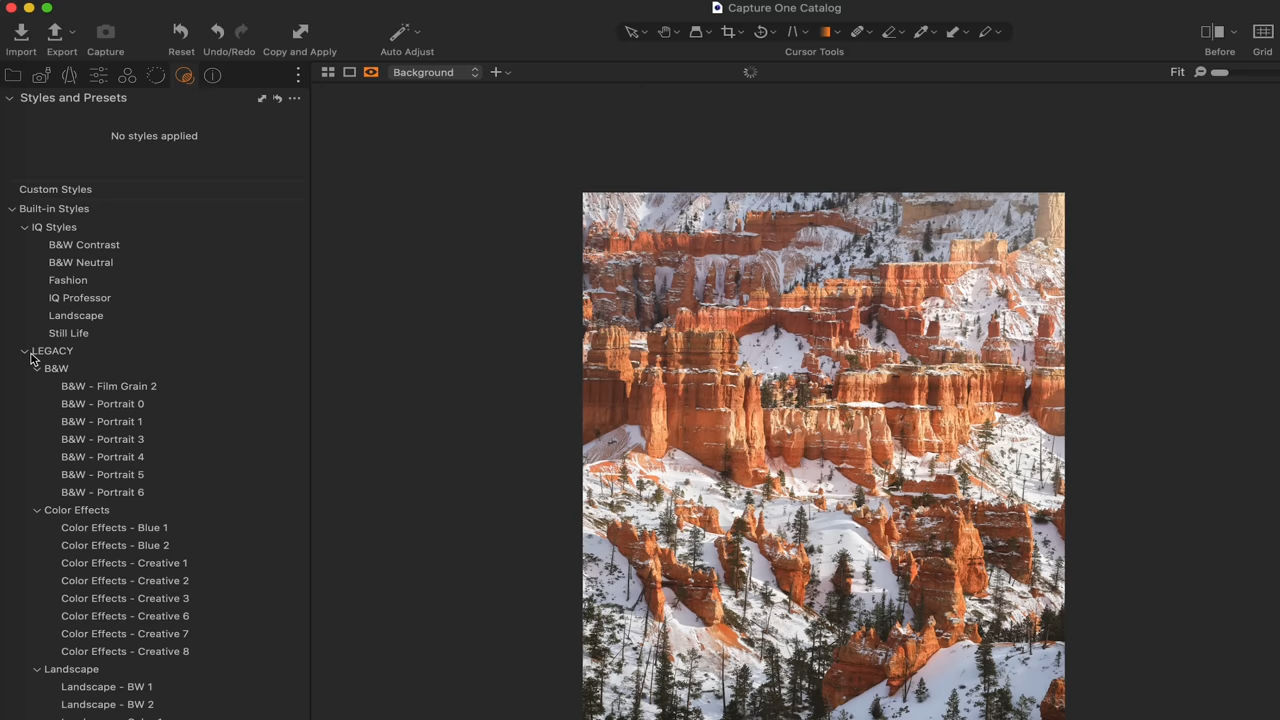 Capture One Catalog
Import
Export
Capture
Reset
Undo/Redo
Copy and Apply
Auto Adjust
Cursor Tools
Before
Grid
Background
Fit
Styles and Presets
No styles applied
Custom Styles
Built-in Styles
IQ Styles
B&W Contrast
B&W Neutral
Fashion
IQ Professor
Landscape
Still Life
LEGACY
B&W
B&W - Film Grain 2
B&W - Portrait 0
B&W - Portrait 1
B&W - Portrait 3
B&W - Portrait 4
B&W - Portrait 5
B&W - Portrait 6
Color Effects
Color Effects - Blue 1
Color Effects - Blue 2
Color Effects - Creative 1
Color Effects - Creative 2
Color Effects - Creative 3
Color Effects - Creative 6
Color Effects - Creative 7
Color Effects - Creative 8
Landscape
Landscape - BW 1
Landscape - BW 2